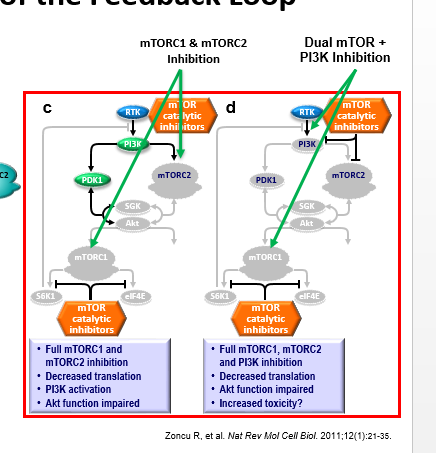 of the Feedback Loop
mTORC1 & mTORC2
Inhibition
Dual mTOR +
PI3K Inhibition
C2
c
RTK
mTOR
catalytic
inhibitors
PI3K
PDK1
mTORC2
SGK
Akt
mTORC1
S6K1
eIF4E
mTOR
catalytic
inhibitors
• Full mTORC1 and
mTORC2 inhibition
• Decreased translation
• PI3K activation
• Akt function impaired
d
RTK
mTOR
catalytic
inhibitors
PI3K
PDK1
mTORC2
SGK
Akt
mTORC1
S6K1
eIF4E
mTOR
catalytic
inhibitors
• Full mTORC1, mTORC2
and PI3K inhibition
• Decreased translation
• Akt function impaired
• Increased toxicity?
Zoncu R, et al. Nat Rev Mol Cell Biol. 2011;12(1):21-35.